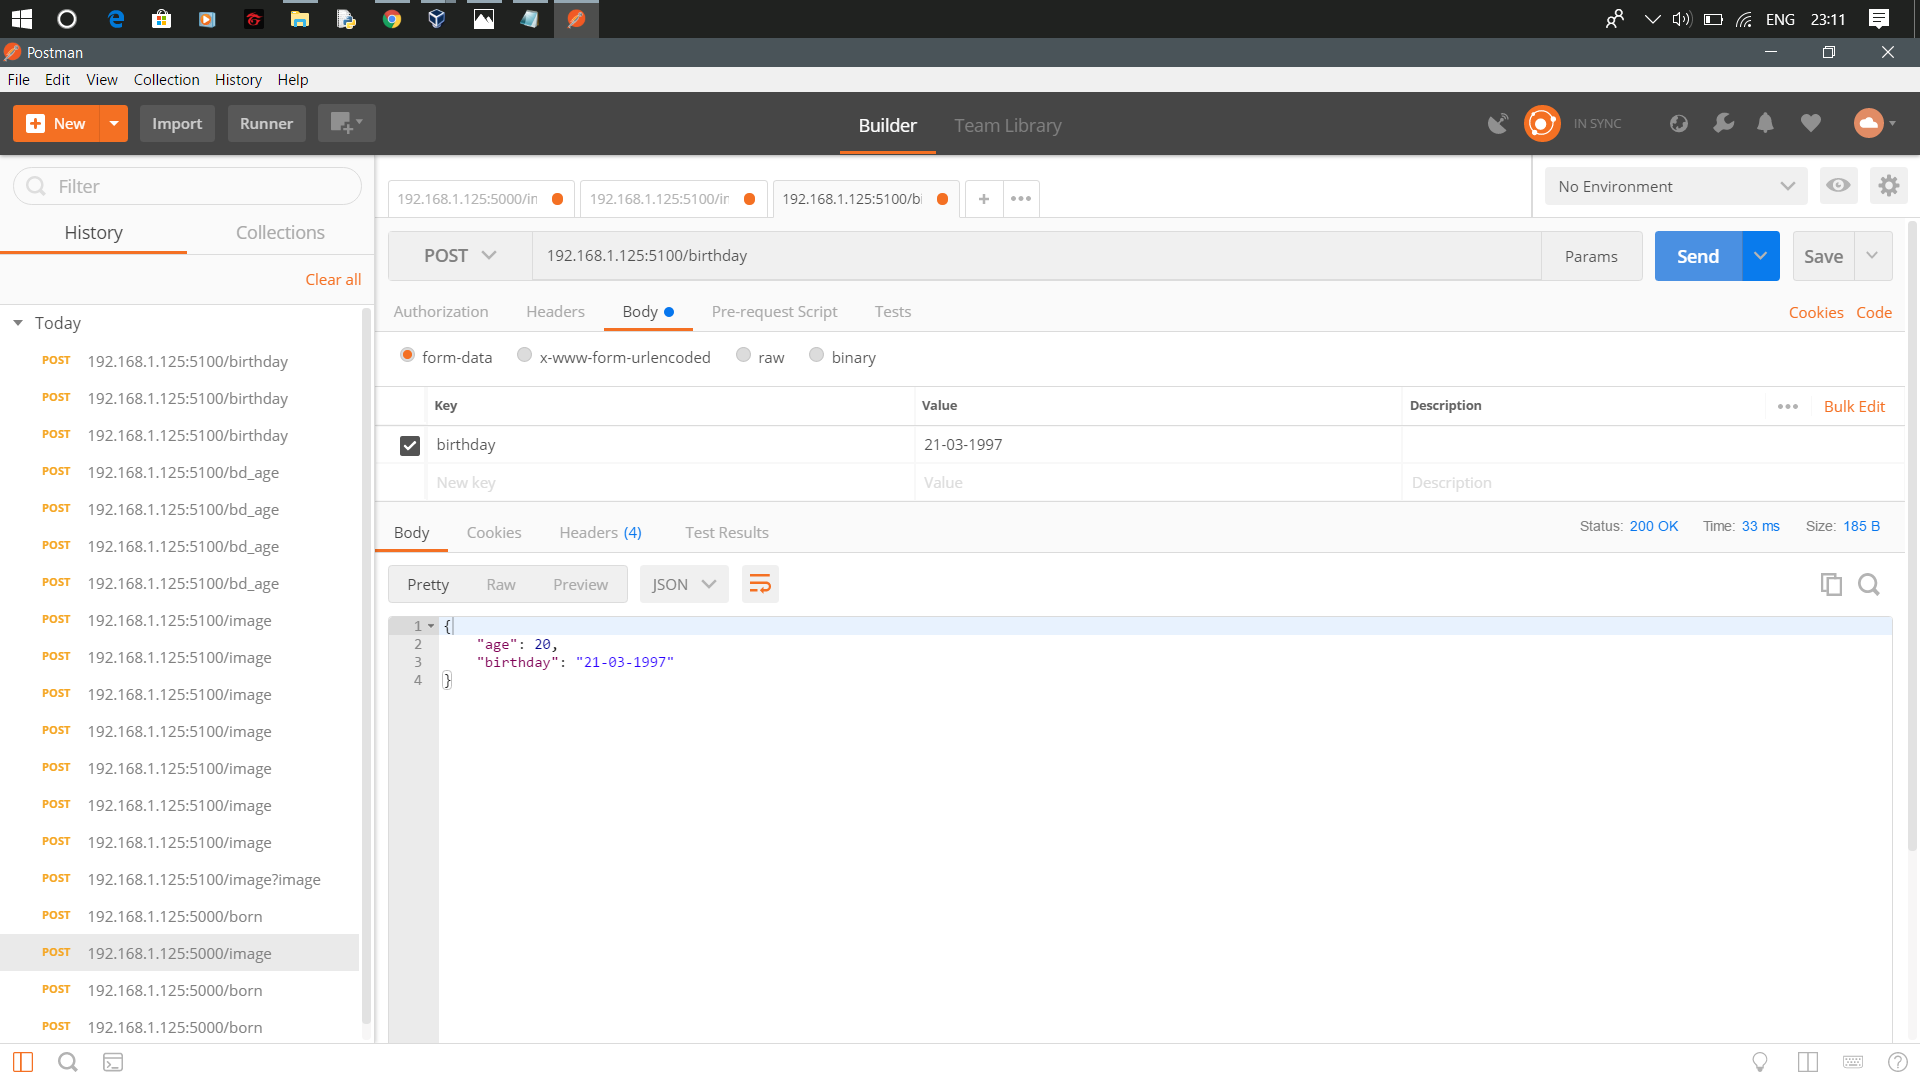 ENG 23:11
Postman
File Edit View Collection History Help
New Import Runner Builder Team Library IN SYNC
Filter
History Collections
Clear all
Today
POST 192.168.1.125:5100/birthday
POST 192.168.1.125:5100/birthday
POST 192.168.1.125:5100/birthday
POST 192.168.1.125:5100/bd_age
POST 192.168.1.125:5100/bd_age
POST 192.168.1.125:5100/bd_age
POST 192.168.1.125:5100/bd_age
POST 192.168.1.125:5100/image
POST 192.168.1.125:5100/image
POST 192.168.1.125:5100/image
POST 192.168.1.125:5100/image
POST 192.168.1.125:5100/image
POST 192.168.1.125:5100/image
POST 192.168.1.125:5100/image
POST 192.168.1.125:5100/image?image
POST 192.168.1.125:5000/born
POST 192.168.1.125:5000/image
POST 192.168.1.125:5000/born
POST 192.168.1.125:5000/born
192.168.1.125:5000/in 192.168.1.125:5100/in 192.168.1.125:5100/bi No Environment
POST 192.168.1.125:5100/birthday Params Send Save
Authorization Headers Body Pre-request Script Tests Cookies Code
form-data x-www-form-urlencoded raw binary
Key Value Description Bulk Edit
birthday 21-03-1997
New key Value Description
Body Cookies Headers (4) Test Results Status: 200 OK Time: 33 ms Size: 185 B
Pretty Raw Preview JSON
1 {
2 "age": 20,
3 "birthday": "21-03-1997"
4 }